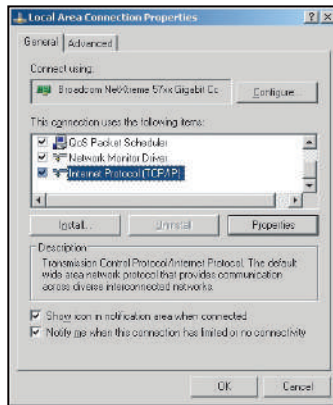 Local Area Connection Properties
General Advanced
Connect using:
Broadcom NetXtreme 57xx Gigabit Cc
Configure...
This connection uses the following items:
QoS Packet Scheduler
Network Monitor Driver
Internet Protocol (TCP/IP)
Install... Uninstall Properties
Description
Transmission Control Protocol/Internet Protocol. The default
wide area network protocol that provides communication
across diverse interconnected networks.
Show icon in notification area when connected
Notify me when this connection has limited or no connectivity
OK Cancel